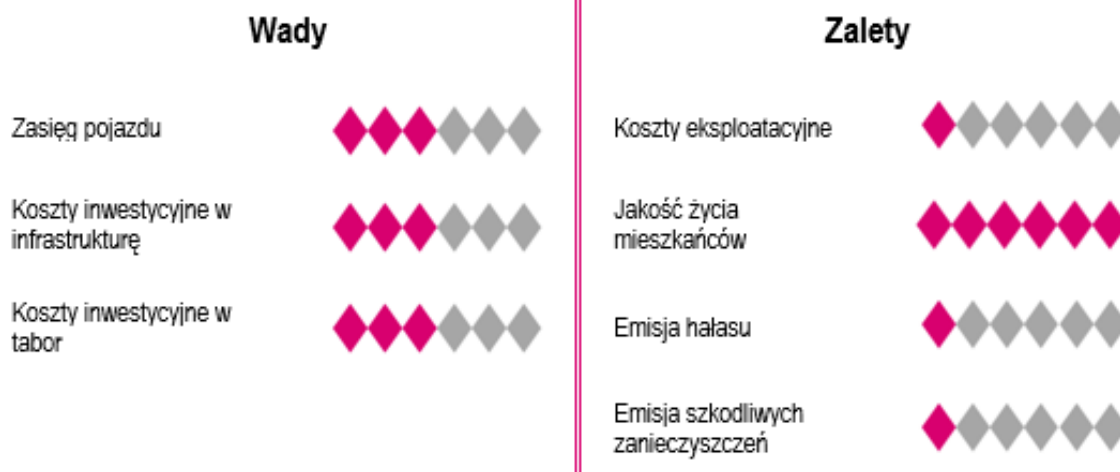 Wady
Zasięg pojazdu
Koszty inwestycyjne w
infrastrukturę
Koszty inwestycyjne w
tabor
Zalety
Koszty eksploatacyjne
Jakość życia
mieszkańców
Emisja hałasu
Emisja szkodliwych
zanieczyszczeń